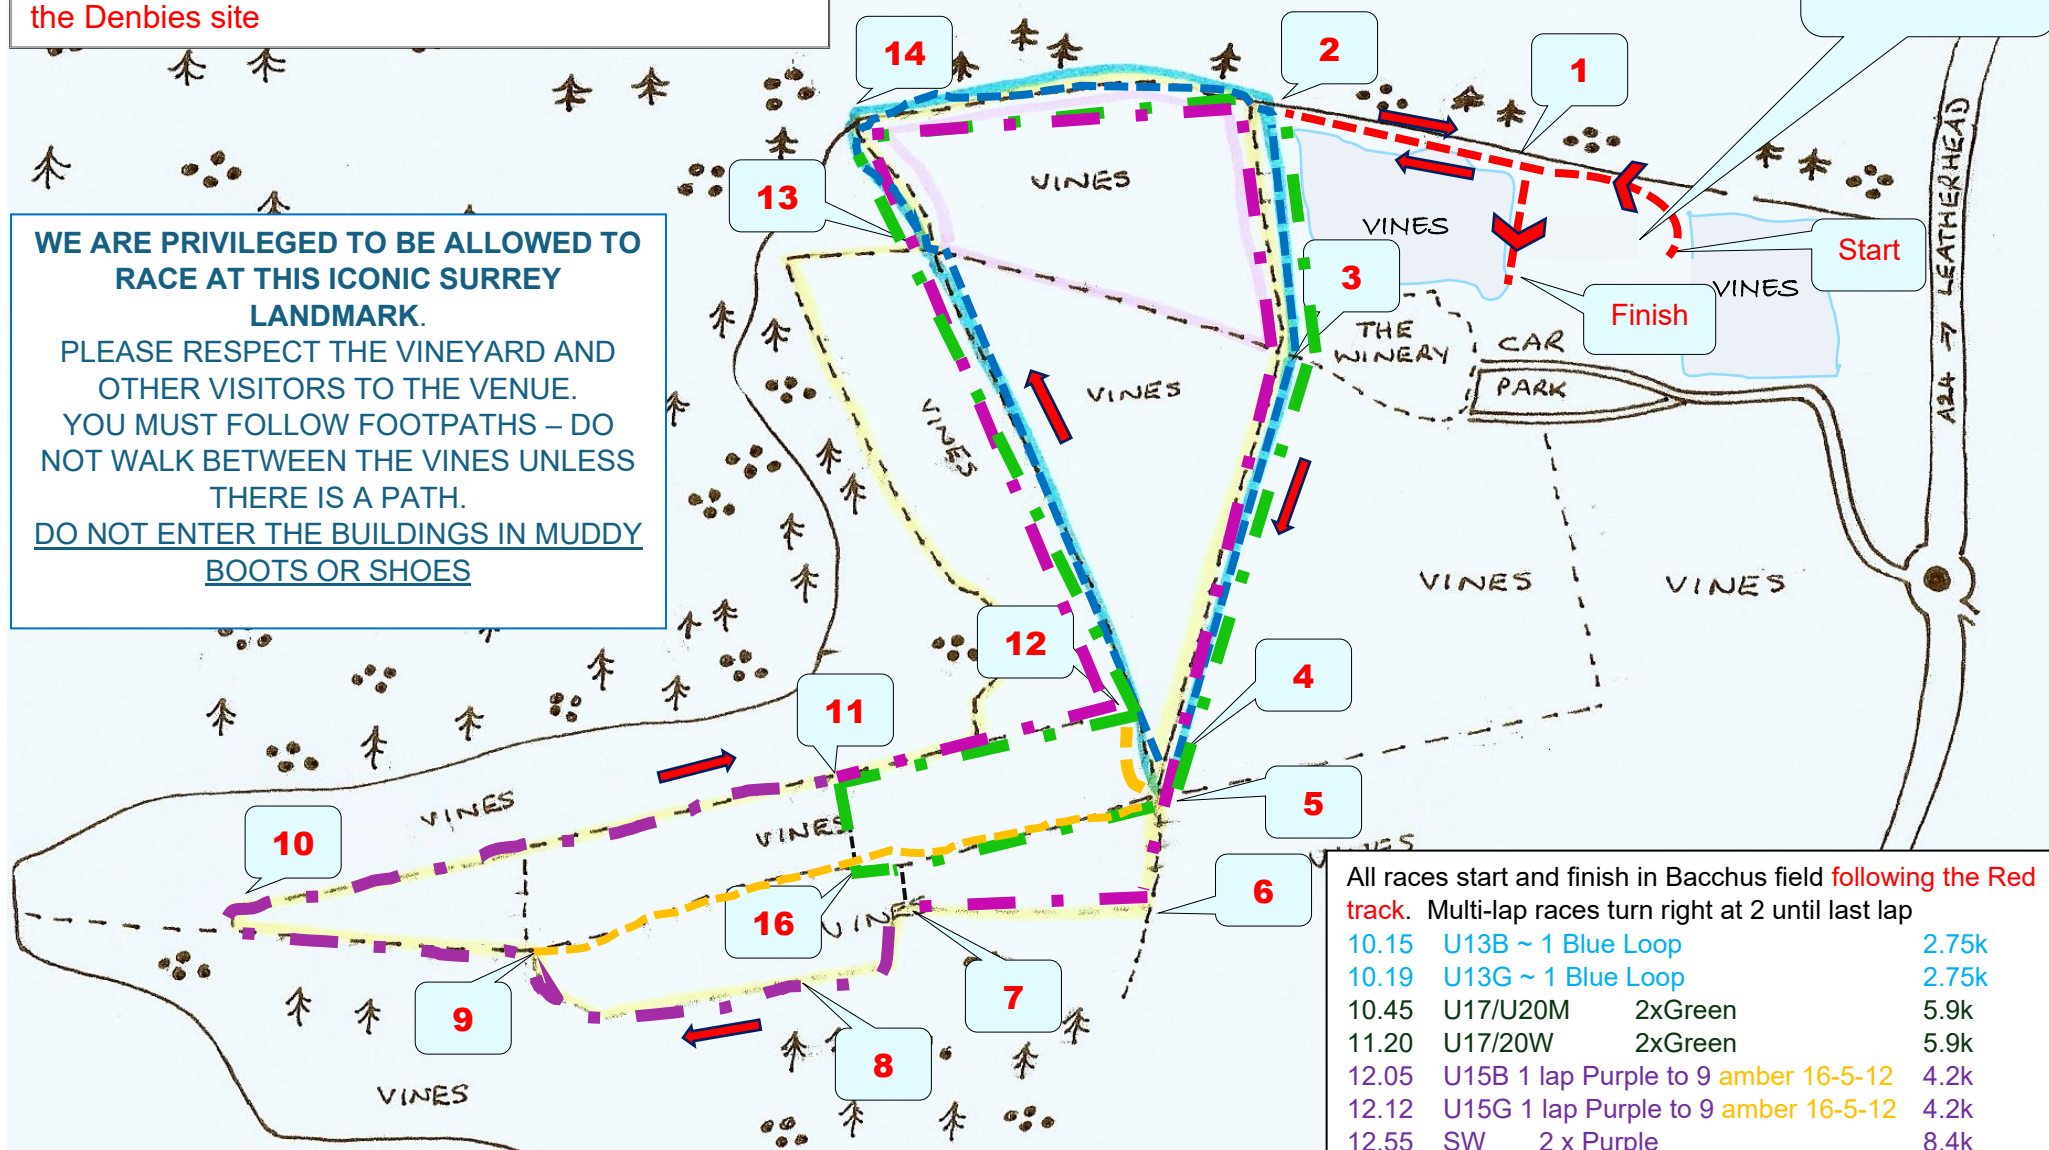 the Denbies site
14
2
1
13
VINES
VINES
Start
3
VINES
Finish
WE ARE PRIVILEGED TO BE ALLOWED TO
RACE AT THIS ICONIC SURREY
LANDMARK.
PLEASE RESPECT THE VINEYARD AND
OTHER VISITORS TO THE VENUE.
YOU MUST FOLLOW FOOTPATHS – DO
NOT WALK BETWEEN THE VINES UNLESS
THERE IS A PATH.
DO NOT ENTER THE BUILDINGS IN MUDDY
BOOTS OR SHOES
THE
WINERY
CAR
PARK
A24 → LEATHERHEAD
VINES
VINES
VINES
VINES
12
4
11
5
VINES
VINES
10
VINES
6
16
VINES
9
7
8
VINES
All races start and finish in Bacchus field following the Red
track. Multi-lap races turn right at 2 until last lap
10.15 U13B ~ 1 Blue Loop 2.75k
10.19 U13G ~ 1 Blue Loop 2.75k
10.45 U17/U20M 2xGreen 5.9k
11.20 U17/20W 2xGreen 5.9k
12.05 U15B 1 lap Purple to 9 amber 16-5-12 4.2k
12.12 U15G 1 lap Purple to 9 amber 16-5-12 4.2k
12.55 SW 2 x Purple 8.4k